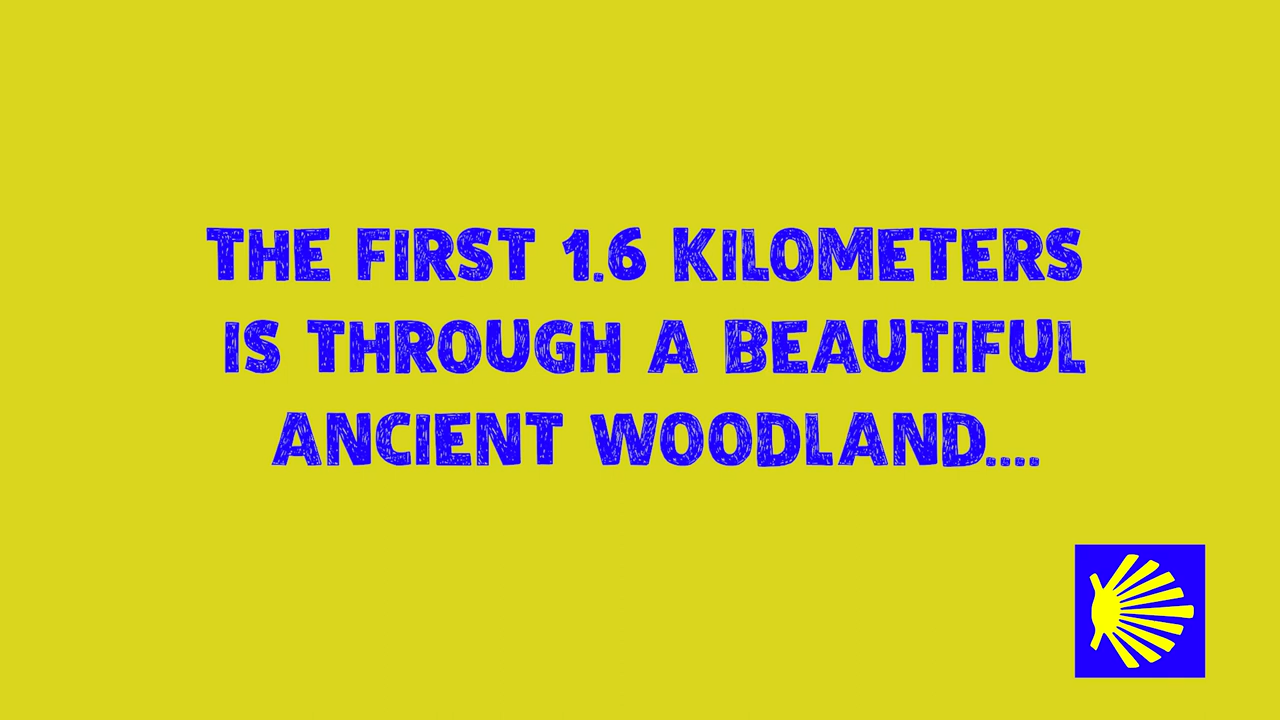 THE FIRST 1.6 KILOMETERS
IS THROUGH A BEAUTIFUL
ANCIENT WOODLAND....